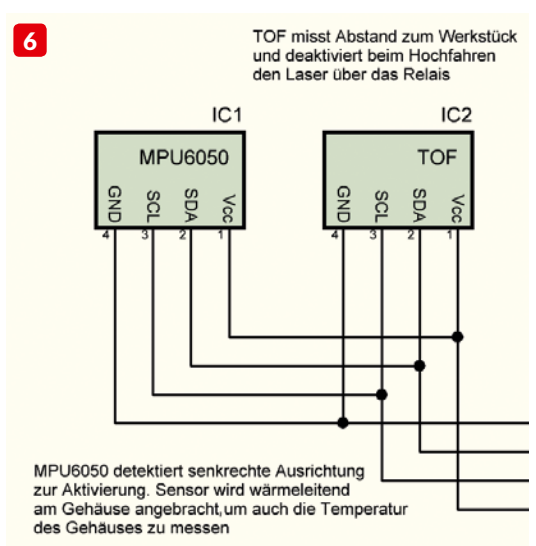 6
TOF misst Abstand zum Werkstück
und deaktiviert beim Hochfahren
den Laser über das Relais
IC1
IC2
MPU6050
TOF
GND
SCL
SDA
Vcc
GND
SCL
SDA
Vcc
4
3
2
1
4
3
2
1
MPU6050 detektiert senkrechte Ausrichtung
zur Aktivierung. Sensor wird wärmeleitend
am Gehäuse angebracht,um auch die Temperatur
des Gehäuses zu messen